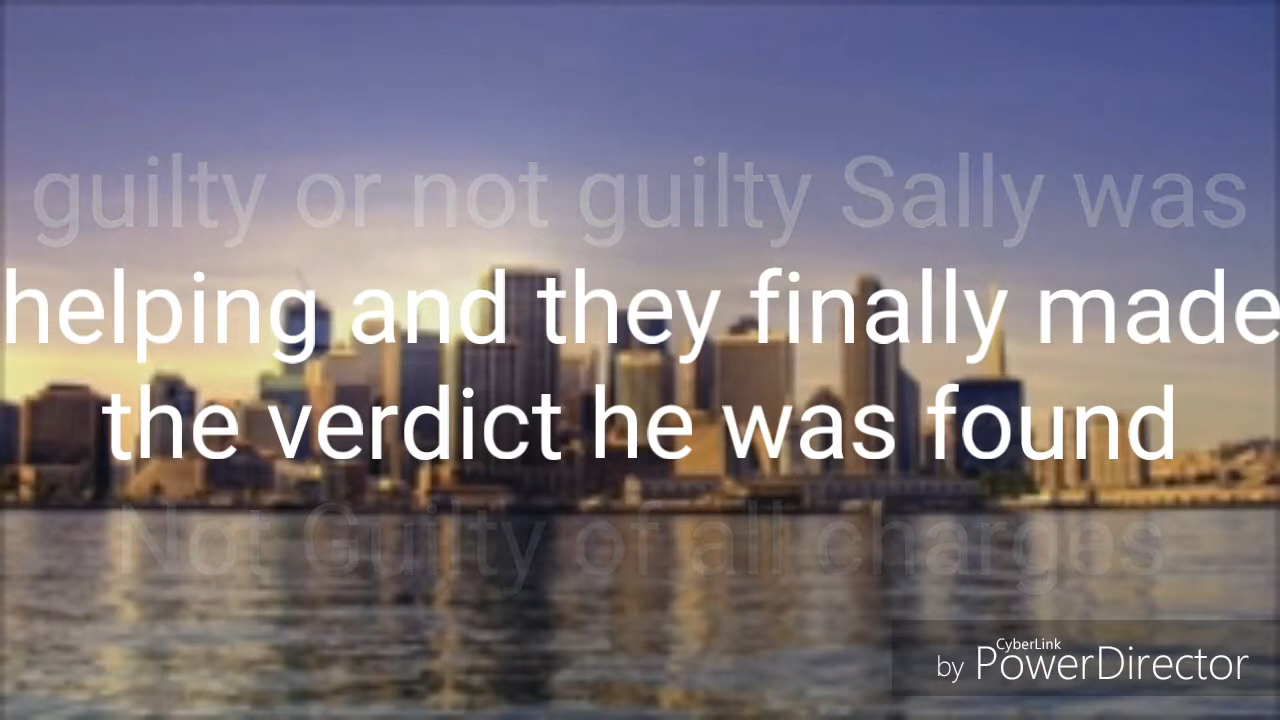 guilty or not guilty Sally was
helping and they finally made
the verdict he was found
Not Guilty of all charges
CyberLink
by PowerDirector